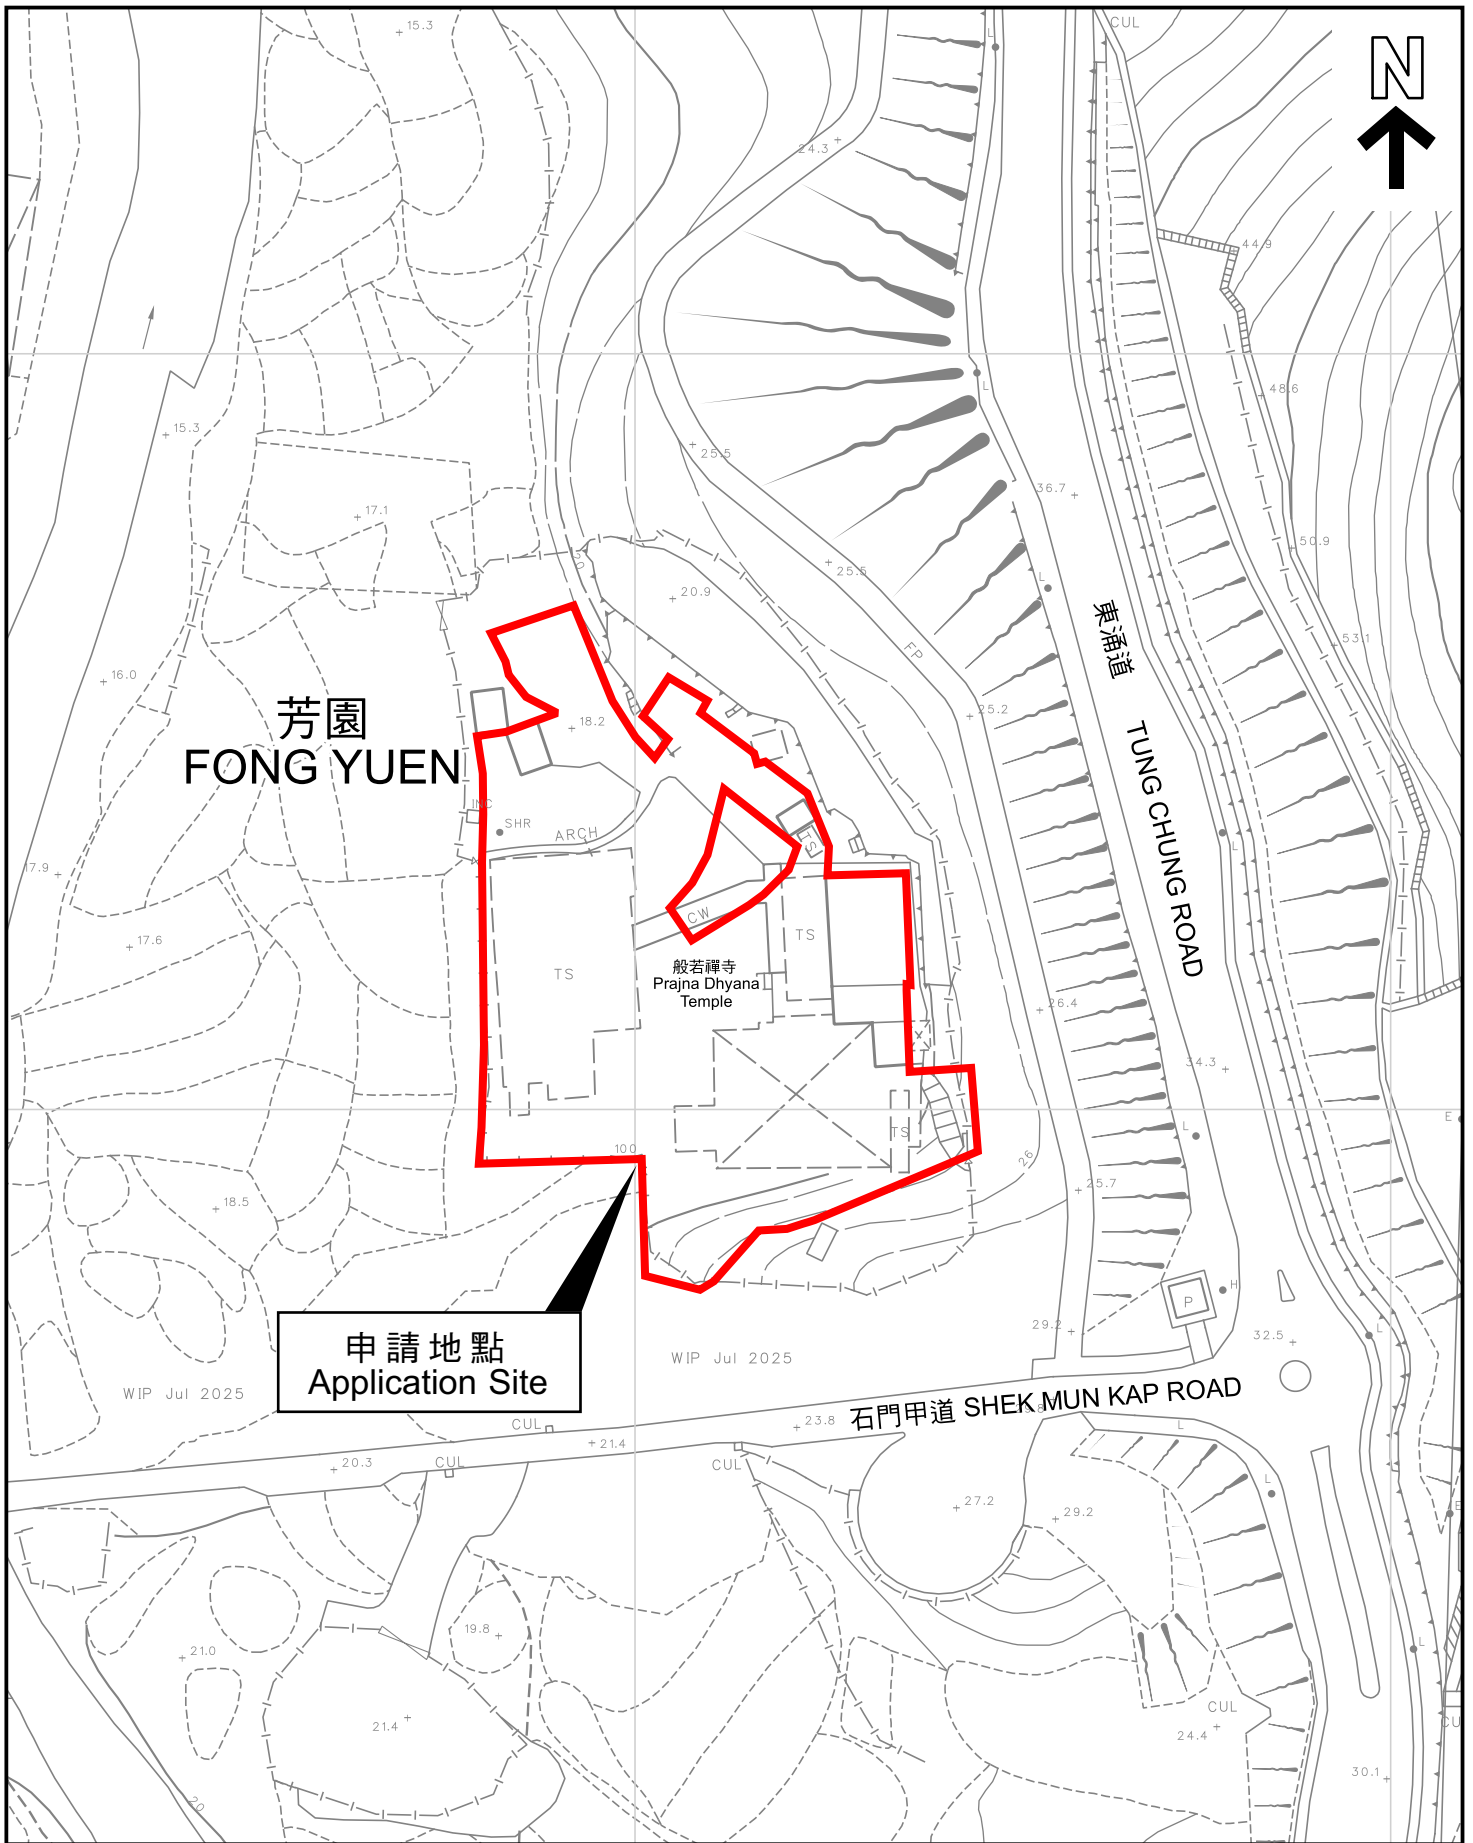 15.3
CUL
L
N
24.3
44.9
L
48.6
15.3
25.5
36.7
17.1
50.9
20
25.5
L
20.9
東涌道
53.1
FP
16.0
芳園
25.2
18.2
FONG YUEN
TUNG CHUNG ROAD
INC
SHR
ARCH
TS
L
17.9
CW
TS
17.6
TS
般若禪寺
Prajna Dhyana
Temple
26.4
34.3
E
TS
L
100
26
25.7
18.5
H
P
29.2
32.5
L
申請地點
Application Site
WIP Jul 2025
WIP Jul 2025
石門甲道 SHEK MUN KAP ROAD
CUL
23.8
L
21.4
CUL
CUL
20.3
L
27.2
29.2
E
19.8
L
21.0
CUL
21.4
24.4
CU
30.1
20